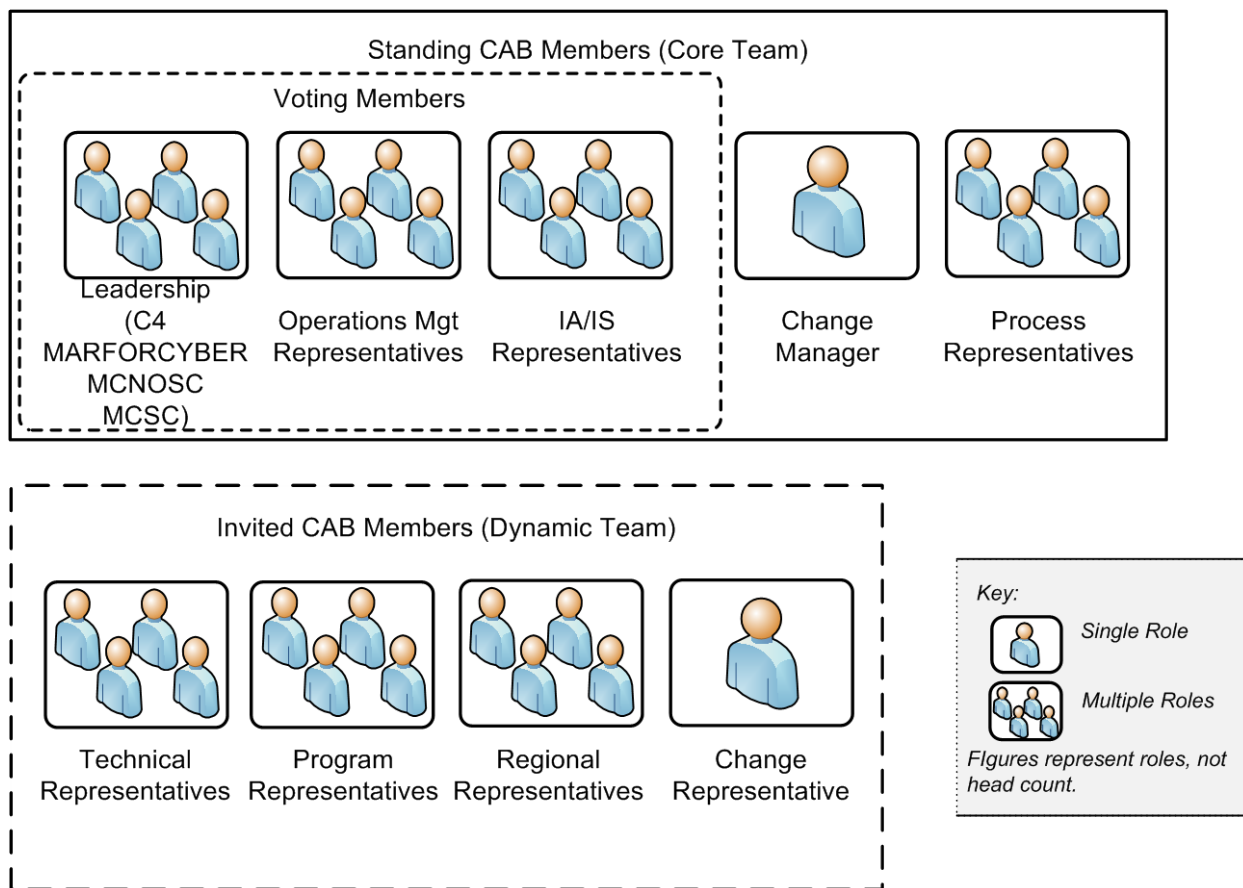 Standing CAB Members (Core Team)
Voting Members
Leadership
(C4
MARFORCYBER
MCNOSC
MCSC)
Operations Mgt
Representatives
IA/IS
Representatives
Change
Manager
Process
Representatives
Invited CAB Members (Dynamic Team)
Technical
Representatives
Program
Representatives
Regional
Representatives
Change
Representative
Key:
Single Role
Multiple Roles
FIgures represent roles, not
head count.